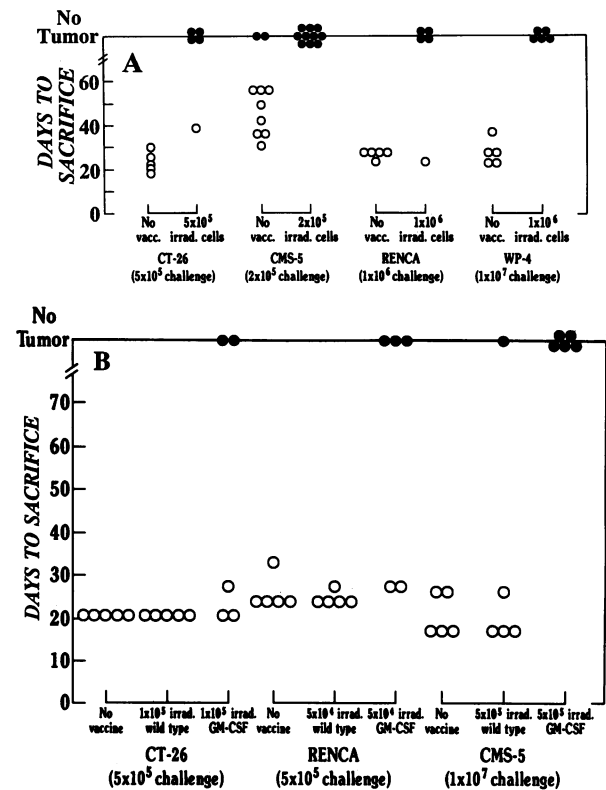 No
Tumor
A
DAYS TO
SACRIFICE
60
40
20
0
No vacc.
5x10⁵ irrad. cells
No vacc.
2x10⁵ irrad. cells
No vacc.
1x10⁶ irrad. cells
No vacc.
1x10⁶ irrad. cells
CT-26
(5x10⁵ challenge)
CMS-5
(2x10⁵ challenge)
RENCA
(1x10⁶ challenge)
WP-4
(1x10⁷ challenge)
No
Tumor
B
DAYS TO SACRIFICE
70
60
50
40
30
20
10
0
No vaccine
1x10⁵ irrad. wild type
1x10⁵ irrad. GM-CSF
No vaccine
5x10⁴ irrad. wild type
5x10⁴ irrad. GM-CSF
No vaccine
5x10⁵ irrad. wild type
5x10⁵ irrad. GM-CSF
CT-26
(5x10⁵ challenge)
RENCA
(5x10⁵ challenge)
CMS-5
(1x10⁷ challenge)